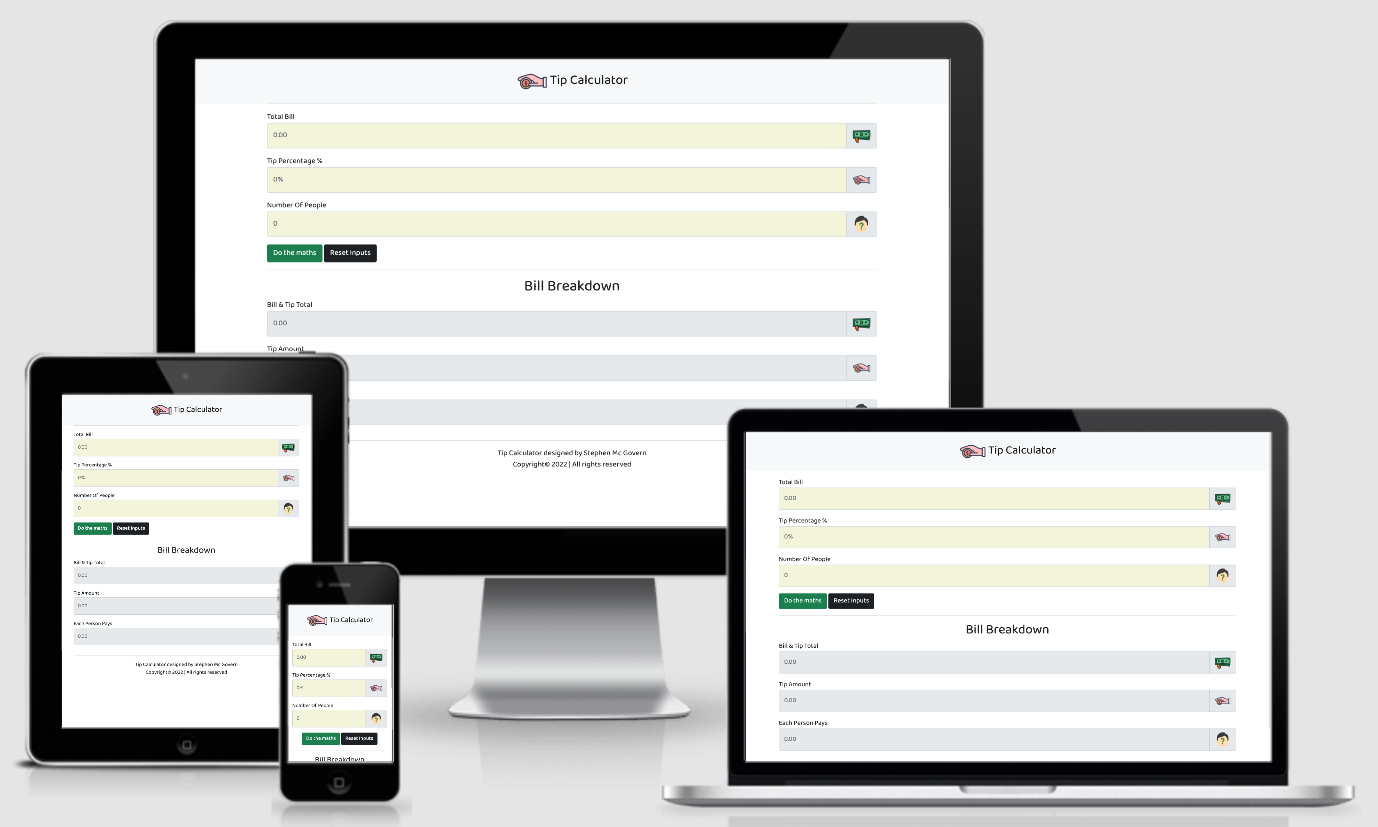 Tip Calculator
Total Bill
0.00
Tip Percentage %
0%
Number Of People
0
Do the maths Reset Inputs
Bill Breakdown
Bill & Tip Total
0.00
Tip Amount
Tip Calculator designed by Stephen Mc Govern
Copyright© 2022 | All rights reserved
Tip Calculator
Total Bill
0.00
Tip Percentage %
0%
Number Of People
0
Do the maths Reset Inputs
Bill Breakdown
Bill & Tip Total
0.00
Tip Amount
0.00
Each Person Pays
0.00
Tip Calculator designed by Stephen Mc Govern
Copyright© 2022 | All rights reserved
Tip Calculator
Total Bill
0.00
Tip Percentage %
0%
Number Of People
0
Do the maths Reset Inputs
Bill Breakdown
Tip Calculator
Total Bill
0.00
Tip Percentage %
0%
Number Of People
0
Do the maths Reset Inputs
Bill Breakdown
Bill & Tip Total
0.00
Tip Amount
0.00
Each Person Pays
0.00